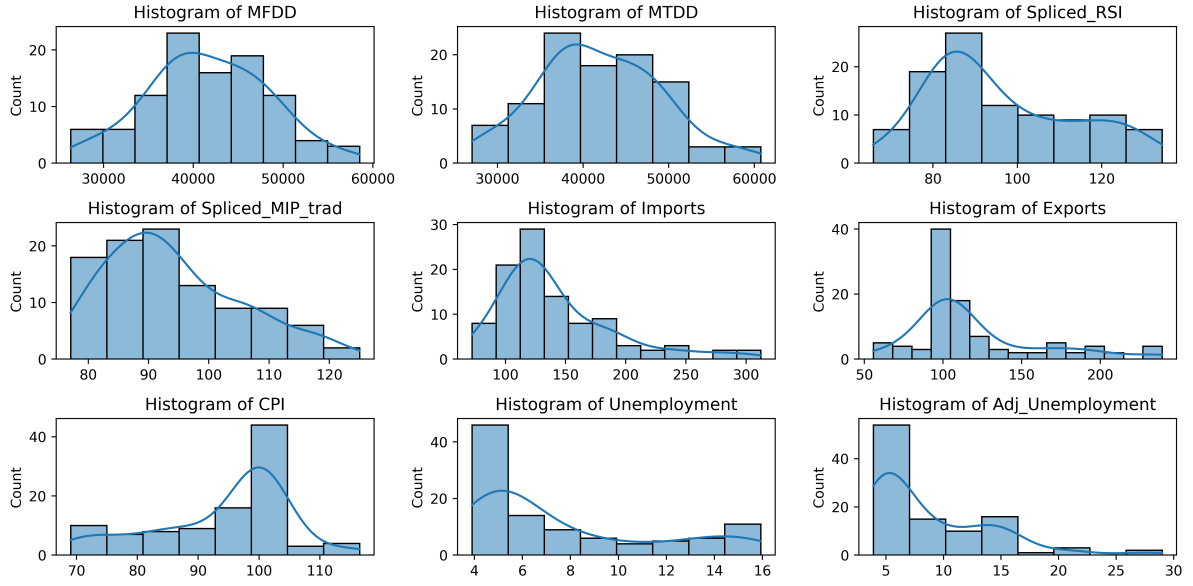 Histogram of MFDD
Count
20
10
0
30000 40000 50000 60000
Histogram of MTDD
Count
20
10
0
30000 40000 50000 60000
Histogram of Spliced_RSI
Count
20
10
0
80 100 120
Histogram of Spliced_MIP_trad
Count
20
10
0
80 90 100 110 120
Histogram of Imports
Count
30
20
10
0
100 150 200 250 300
Histogram of Exports
Count
40
20
0
50 100 150 200
Histogram of CPI
Count
40
20
0
70 80 90 100 110
Histogram of Unemployment
Count
40
20
0
4 6 8 10 12 14 16
Histogram of Adj_Unemployment
Count
40
20
0
5 10 15 20 25 30